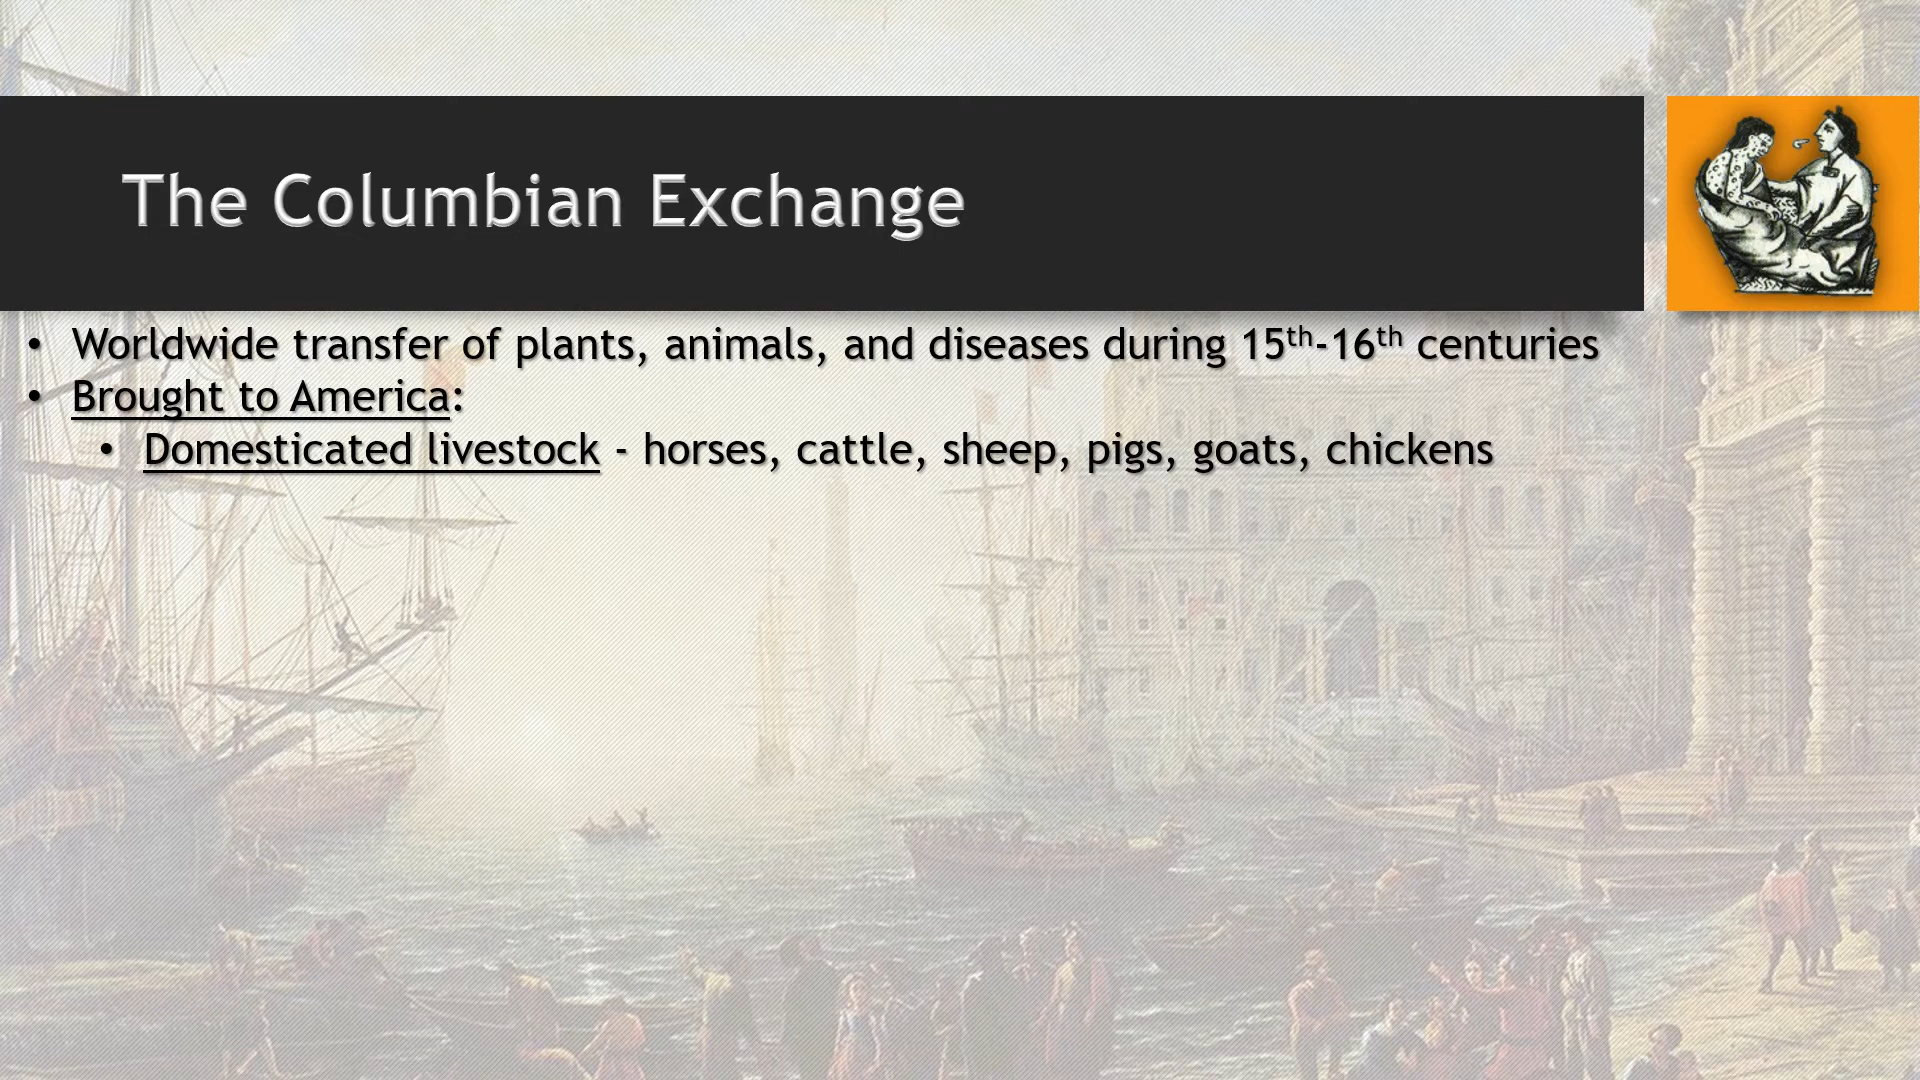 The Columbian Exchange
• Worldwide transfer of plants, animals, and diseases during 15th-16th centuries
• Brought to America:
• Domesticated livestock - horses, cattle, sheep, pigs, goats, chickens